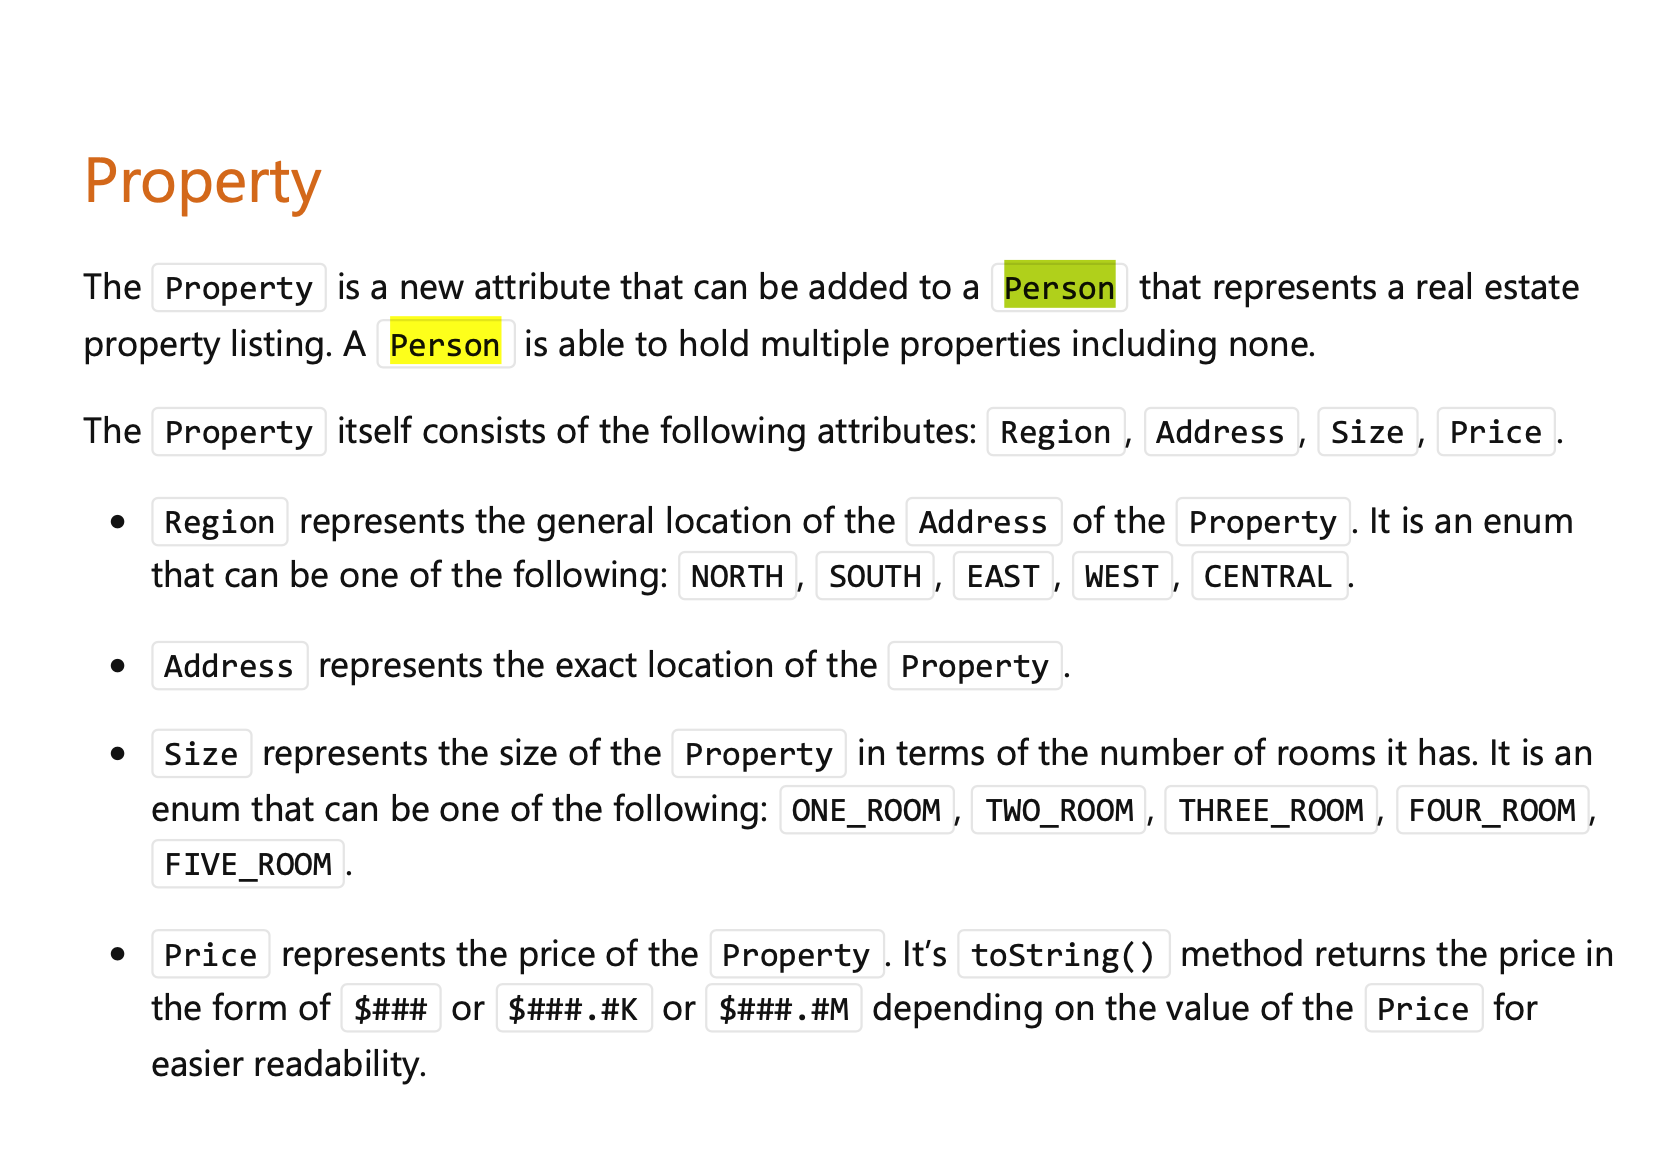 Property
The Property is a new attribute that can be added to a Person that represents a real estate
property listing. A Person is able to hold multiple properties including none.
The Property itself consists of the following attributes: Region, Address, Size, Price.
• Region represents the general location of the Address of the Property. It is an enum
that can be one of the following: NORTH, SOUTH, EAST, WEST, CENTRAL.
• Address represents the exact location of the Property.
• Size represents the size of the Property in terms of the number of rooms it has. It is an
enum that can be one of the following: ONE_ROOM, TWO_ROOM, THREE_ROOM, FOUR_ROOM,
FIVE_ROOM.
• Price represents the price of the Property. It’s toString() method returns the price in
the form of $### or $###.#K or $###.#M depending on the value of the Price for
easier readability.